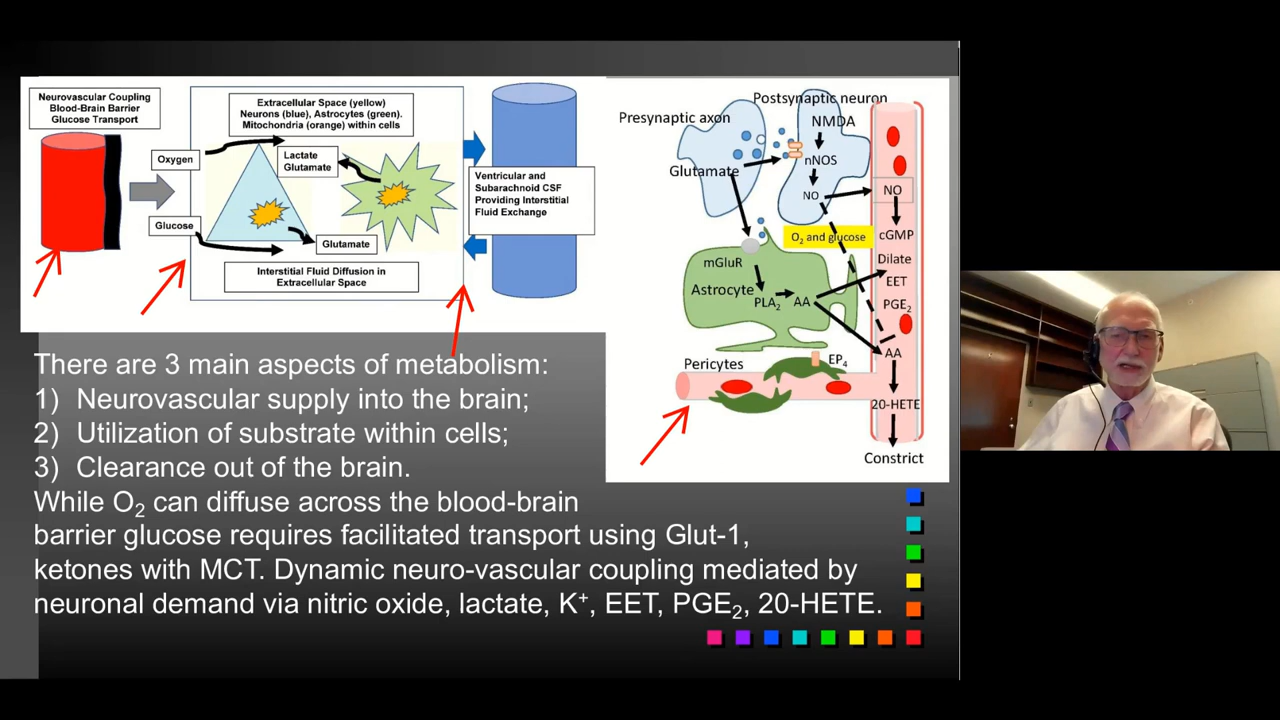 Neurovascular Coupling
Blood-Brain Barrier
Glucose Transport
Extracellular Space (yellow)
Neurons (blue), Astrocytes (green).
Mitochondria (orange) within cells
Oxygen
Lactate
Glutamate
Glucose
Glutamate
Interstitial Fluid Diffusion in
Extracellular Space
Ventricular and
Subarachnoid CSF
Providing Interstitial
Fluid Exchange
Postsynaptic neuron
Presynaptic axon
NMDA
nNOS
Glutamate
NO
NO
O2 and glucose
cGMP
mGluR
Dilate
Astrocyte
EET
PLA2
AA
PGE2
EP4
AA
Pericytes
20-HETE
Constrict
There are 3 main aspects of metabolism:
1) Neurovascular supply into the brain;
2) Utilization of substrate within cells;
3) Clearance out of the brain.
While O2 can diffuse across the blood-brain
barrier glucose requires facilitated transport using Glut-1,
ketones with MCT. Dynamic neuro-vascular coupling mediated by
neuronal demand via nitric oxide, lactate, K+, EET, PGE2, 20-HETE.